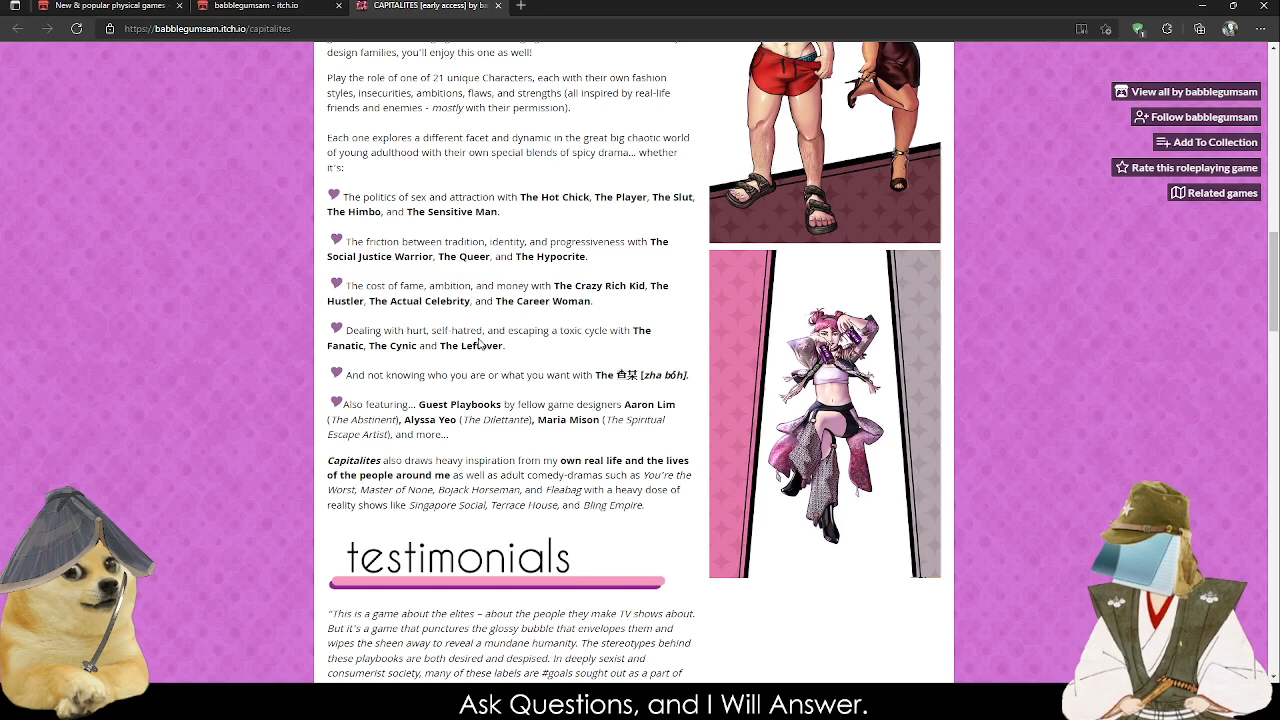 New & popular physical games -
babblegumsam - itch.io
CAPITALITES [early access] by b
https://babblegumsam.itch.io/capitalites
View all by babblegumsam
Follow babblegumsam
Add To Collection
Rate this roleplaying game
Related games
design families, you'll enjoy this one as well!
Play the role of one of 21 unique Characters, each with their own fashion
styles, insecurities, ambitions, flaws, and strengths (all inspired by real-life
friends and enemies - mostly with their permission).
Each one explores a different facet and dynamic in the great big chaotic world
of young adulthood with their own special blends of spicy drama... whether
it's:
The politics of sex and attraction with The Hot Chick, The Player, The Slut,
The Himbo, and The Sensitive Man.
The friction between tradition, identity, and progressiveness with The
Social Justice Warrior, The Queer, and The Hypocrite.
The cost of fame, ambition, and money with The Crazy Rich Kid, The
Hustler, The Actual Celebrity, and The Career Woman.
Dealing with hurt, self-hatred, and escaping a toxic cycle with The
Fanatic, The Cynic and The Leftover.
And not knowing who you are or what you want with The 查某 [zha bóh].
Also featuring... Guest Playbooks by fellow game designers Aaron Lim
(The Abstinent), Alyssa Yeo (The Dilettante), Maria Mison (The Spiritual
Escape Artist), and more...
Capitalites also draws heavy inspiration from my own real life and the lives
of the people around me as well as adult comedy-dramas such as You're the
Worst, Master of None, Bojack Horseman, and Fleabag with a heavy dose of
reality shows like Singapore Social, Terrace House, and Bling Empire.
testimonials
"This is a game about the elites – about the people they make TV shows about.
But it's a game that punctures the glossy bubble that envelopes them and
wipes the sheen away to reveal a mundane humanity. The stereotypes behind
these playbooks are both desired and despised. In deeply sexist and
consumerist society, many of these labels are #goals sought out as a part of
Ask Questions, and I Will Answer.